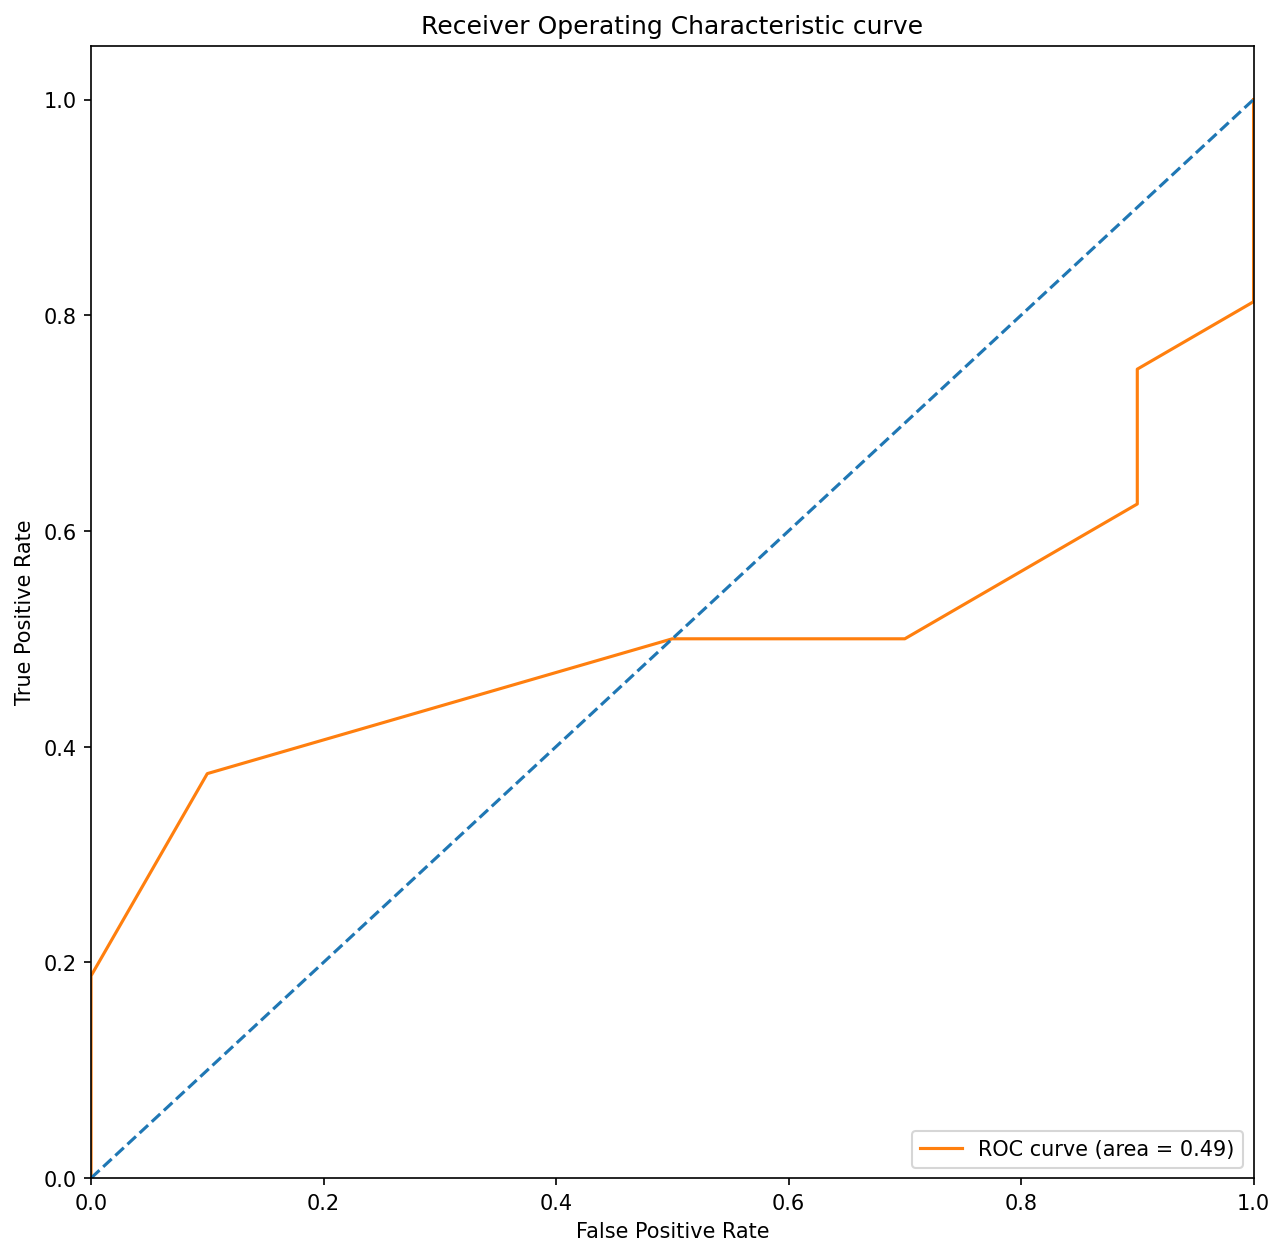 Receiver Operating Characteristic curve
1.0
0.8
0.6
0.4
0.2
0.0
True Positive Rate
0.0 0.2 0.4 0.6 0.8 1.0
False Positive Rate
ROC curve (area = 0.49)